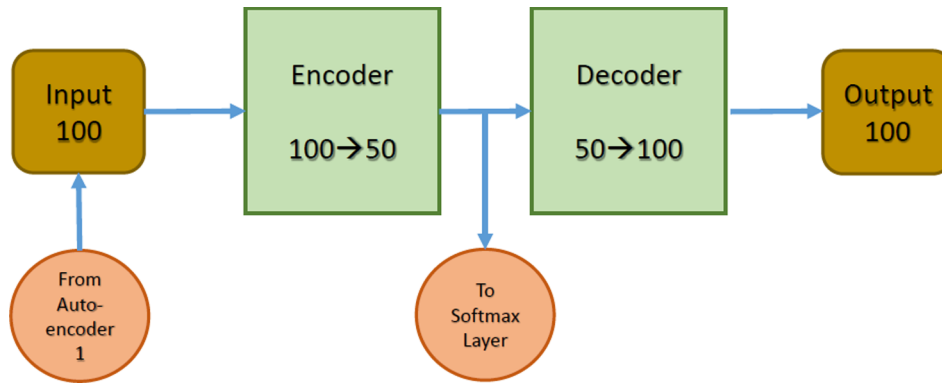 Input
100
Encoder
100→50
Decoder
50→100
Output
100
From
Auto-
encoder
1
To
Softmax
Layer